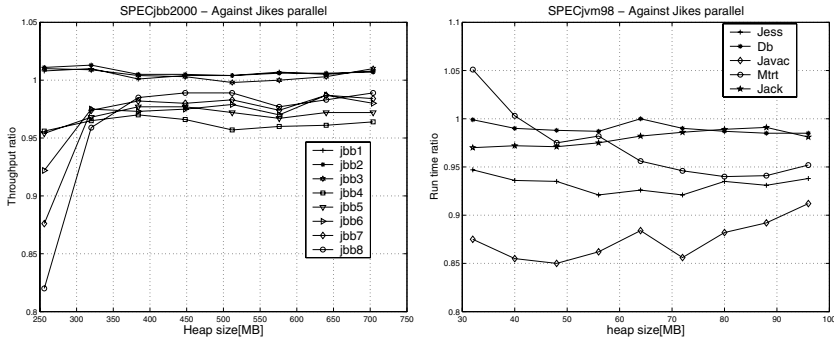 SPECjbb2000 – Against Jikes parallel
1.05
1
0.95
0.9
0.85
0.8
Throughput ratio
jbb1
jbb2
jbb3
jbb4
jbb5
jbb6
jbb7
jbb8
250 300 350 400 450 500 550 600 650 700 750
Heap size[MB]
SPECjvm98 – Against Jikes parallel
1.1
1.05
1
0.95
0.9
0.85
0.8
Run time ratio
Jess
Db
Javac
Mtrt
Jack
30 40 50 60 70 80 90 100
heap size[MB]